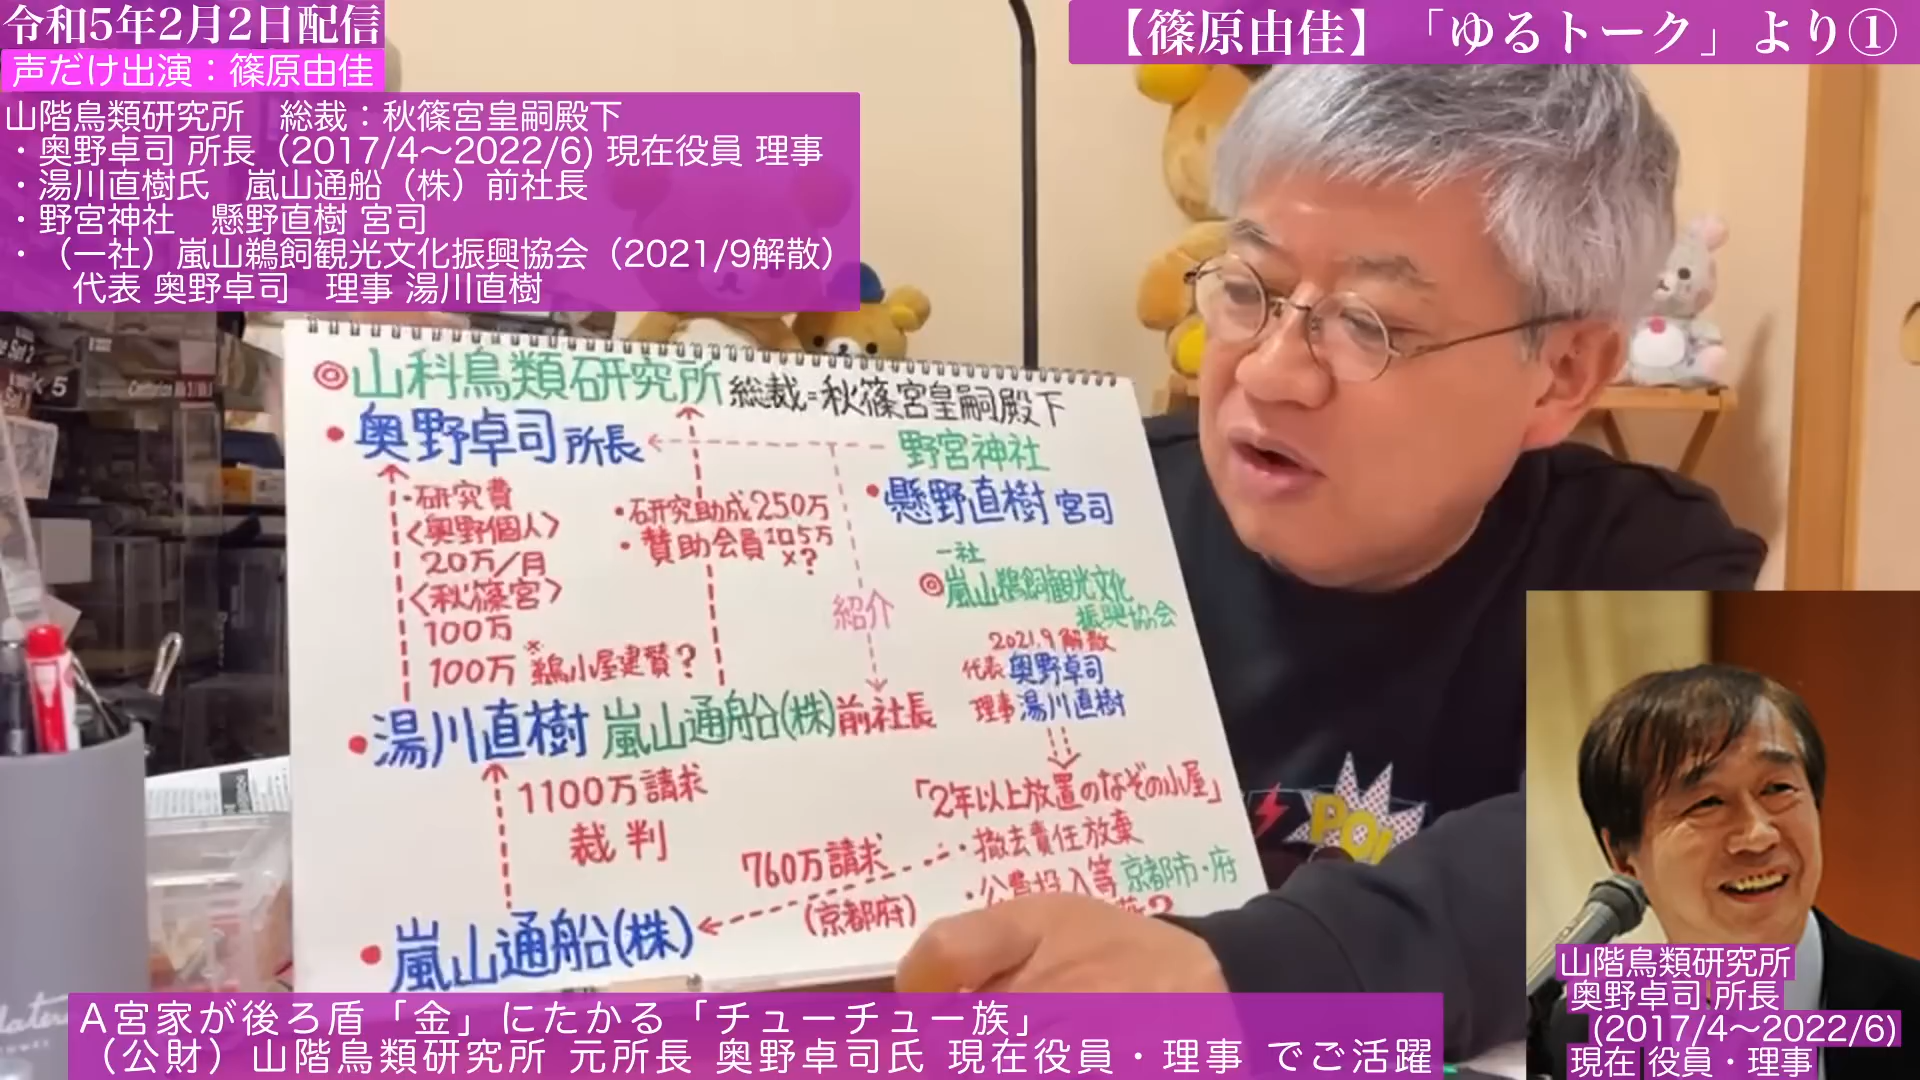 令和5年2月2日配信
声だけ出演：篠原由佳
【篠原由佳】「ゆるトーク」より①
山階鳥類研究所　総裁：秋篠宮皇嗣殿下
・奥野卓司 所長（2017/4〜2022/6）現在役員 理事
・湯川直樹氏　嵐山通船（株）前社長
・野宮神社　懸野直樹 宮司
・（一社）嵐山鵜飼観光文化振興協会（2021/9解散）
代表 奥野卓司　理事 湯川直樹
◎山科鳥類研究所 総裁=秋篠宮皇嗣殿下
・奥野卓司 所長
野宮神社
・懸野直樹 宮司
・研究費
〈奥野個人〉
20万/月
〈秋篠宮〉
100万
100万 ※鵜小屋建賛?
・研究助成250万
・賛助会員1口5万
×?
紹介
一社
◎嵐山鵜飼観光文化
振興協会
2021.9 解散
代表 奥野卓司
理事 湯川直樹
・湯川直樹 嵐山通船(株)前社長
1100万請求
裁判
「2年以上放置のなぞの小屋」
・撤去責任放棄
・公費投入等 京都市・府
760万請求
(京都府)
・嵐山通船(株)
POI
A宮家が後ろ盾「金」にたかる「チューチュー族」
（公財）山階鳥類研究所 元所長 奥野卓司氏 現在役員・理事 でご活躍
山階鳥類研究所
奥野卓司 所長
（2017/4〜2022/6）
現在 役員・理事